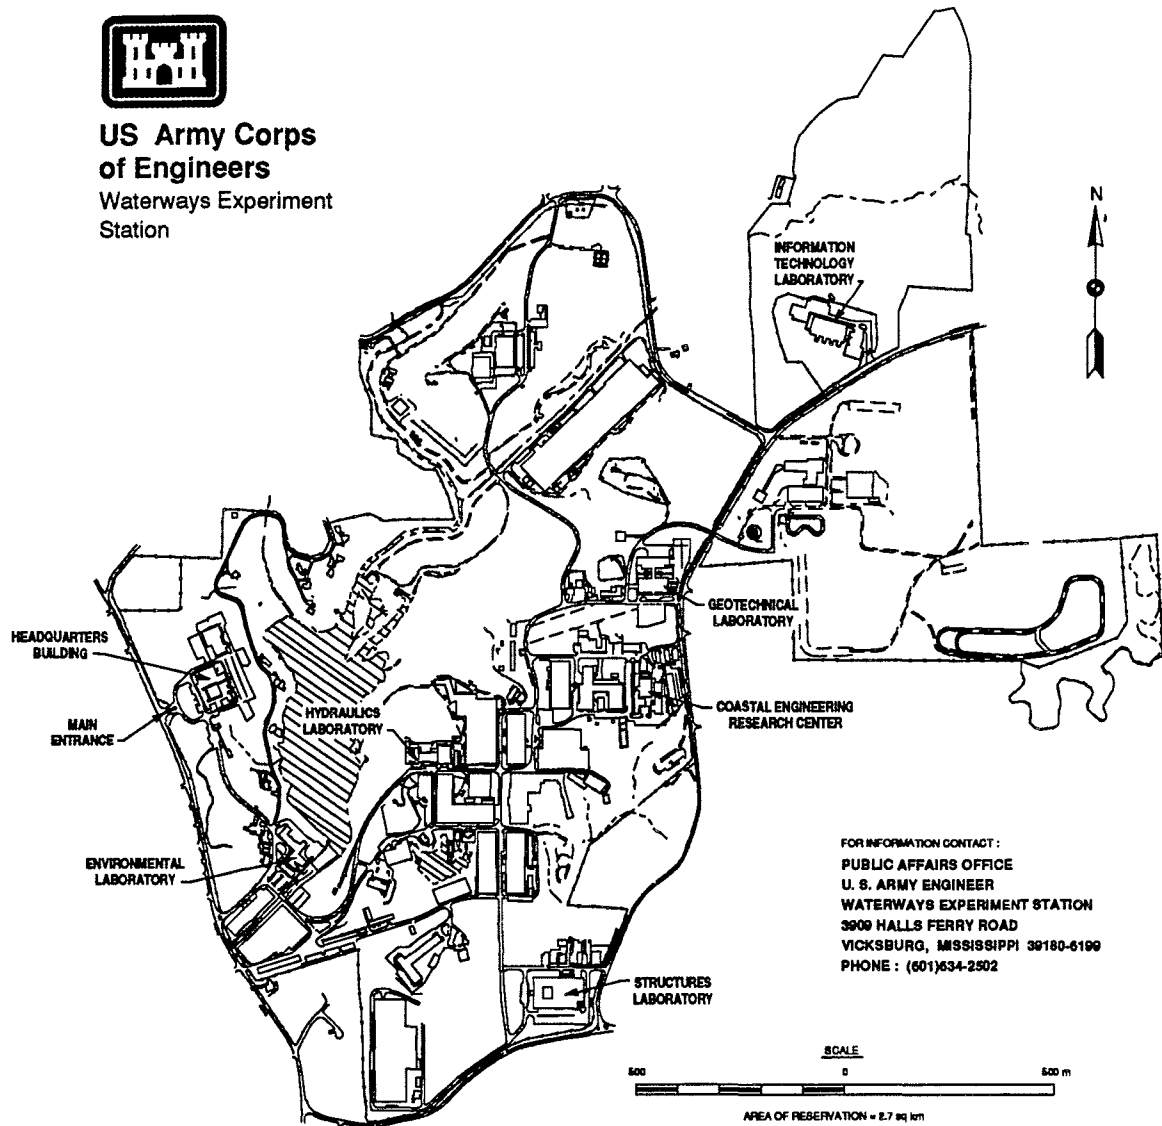 US Army Corps
of Engineers
Waterways Experiment
Station
N
INFORMATION
TECHNOLOGY
LABORATORY
GEOTECHNICAL
LABORATORY
HEADQUARTERS
BUILDING
MAIN
ENTRANCE
HYDRAULICS
LABORATORY
COASTAL ENGINEERING
RESEARCH CENTER
ENVIRONMENTAL
LABORATORY
STRUCTURES
LABORATORY
FOR INFORMATION CONTACT :
PUBLIC AFFAIRS OFFICE
U. S. ARMY ENGINEER
WATERWAYS EXPERIMENT STATION
3909 HALLS FERRY ROAD
VICKSBURG, MISSISSIPPI 39180-6199
PHONE : (601)634-2502
SCALE
500 0 500 m
AREA OF RESERVATION = 2.7 sq km